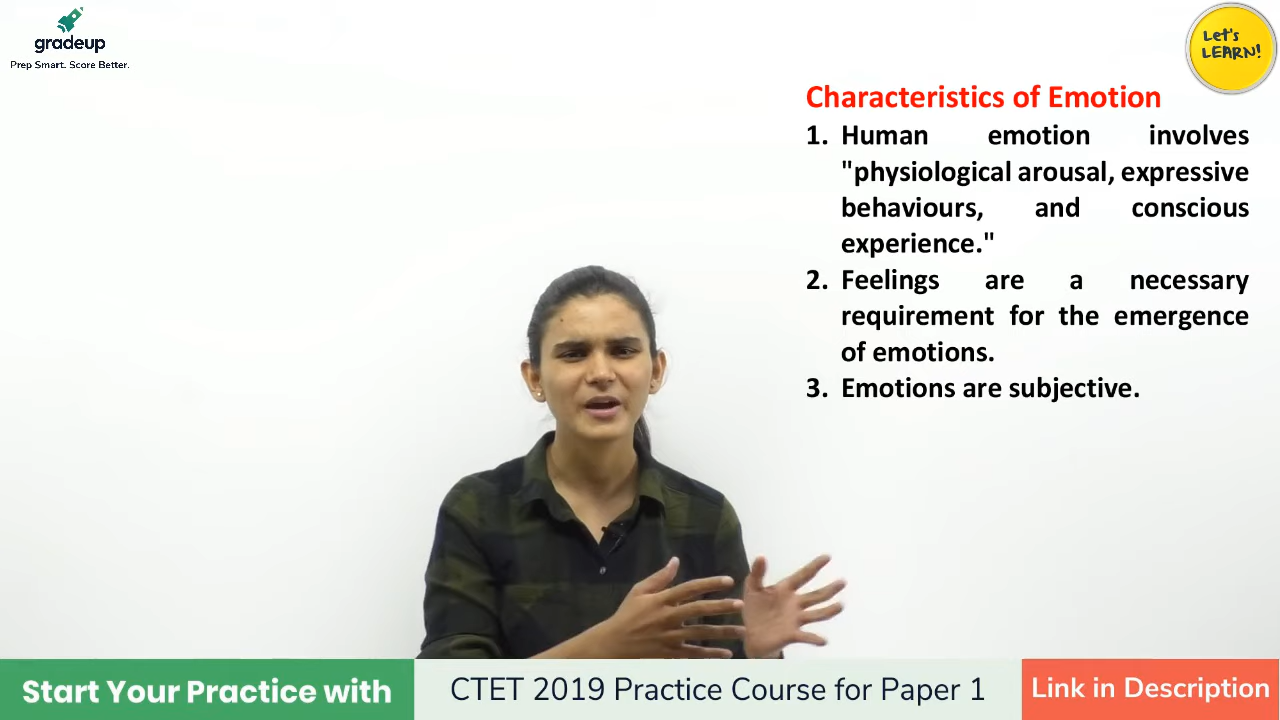 gradeup
Prep Smart. Score Better.
Let's
LEARN!
Characteristics of Emotion
1. Human emotion involves
"physiological arousal, expressive
behaviours, and conscious
experience."
2. Feelings are a necessary
requirement for the emergence
of emotions.
3. Emotions are subjective.
Start Your Practice with
CTET 2019 Practice Course for Paper 1
Link in Description